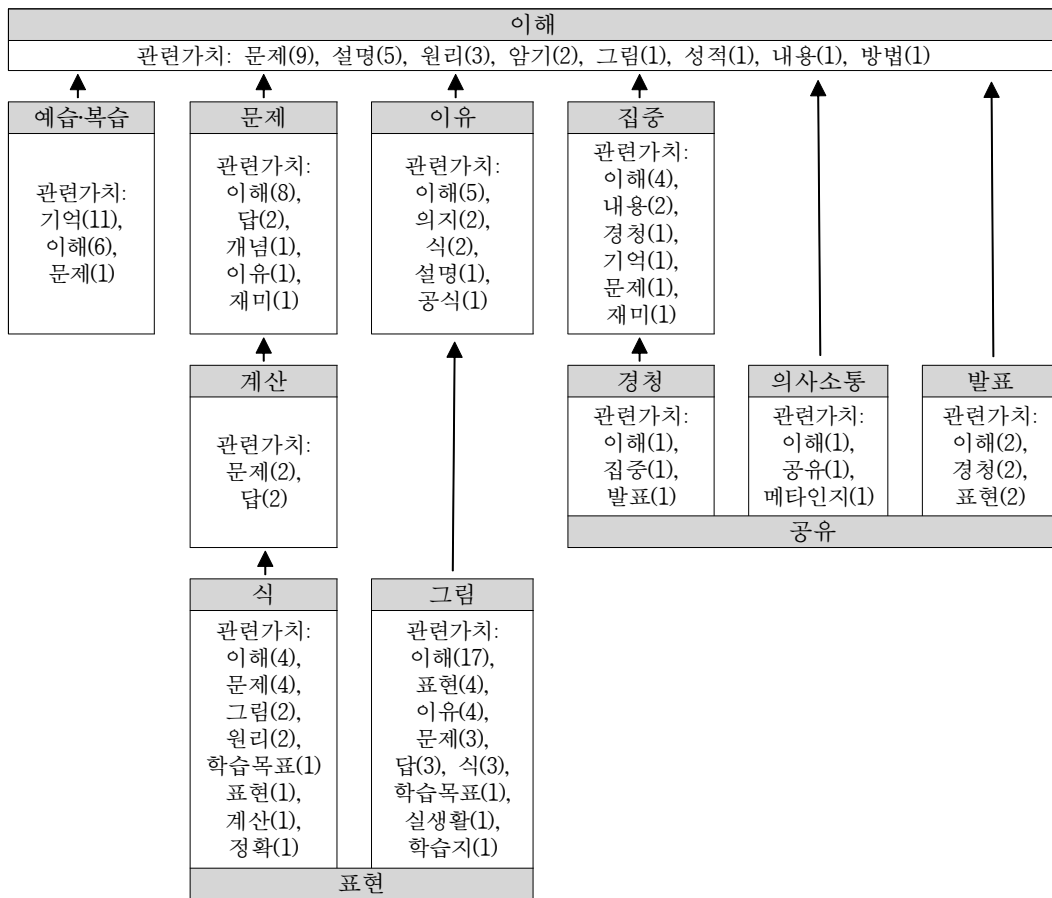 이해
관련가치: 문제(9), 설명(5), 원리(3), 암기(2), 그림(1), 성적(1), 내용(1), 방법(1)
예습·복습
관련가치:
기억(11),
이해(6),
문제(1)
문제
관련가치:
이해(8),
답(2),
개념(1),
이유(1),
재미(1)
이유
관련가치:
이해(5),
의지(2),
식(2),
설명(1),
공식(1)
집중
관련가치:
이해(4),
내용(2),
경청(1),
기억(1),
문제(1),
재미(1)
계산
관련가치:
문제(2),
답(2)
경청
관련가치:
이해(1),
집중(1),
발표(1)
의사소통
관련가치:
이해(1),
공유(1),
메타인지(1)
발표
관련가치:
이해(2),
경청(2),
표현(2)
공유
식
관련가치:
이해(4),
문제(4),
그림(2),
원리(2),
학습목표(1)
표현(1),
계산(1),
정확(1)
그림
관련가치:
이해(17),
표현(4),
이유(4),
문제(3),
답(3), 식(3),
학습목표(1),
실생활(1),
학습지(1)
표현